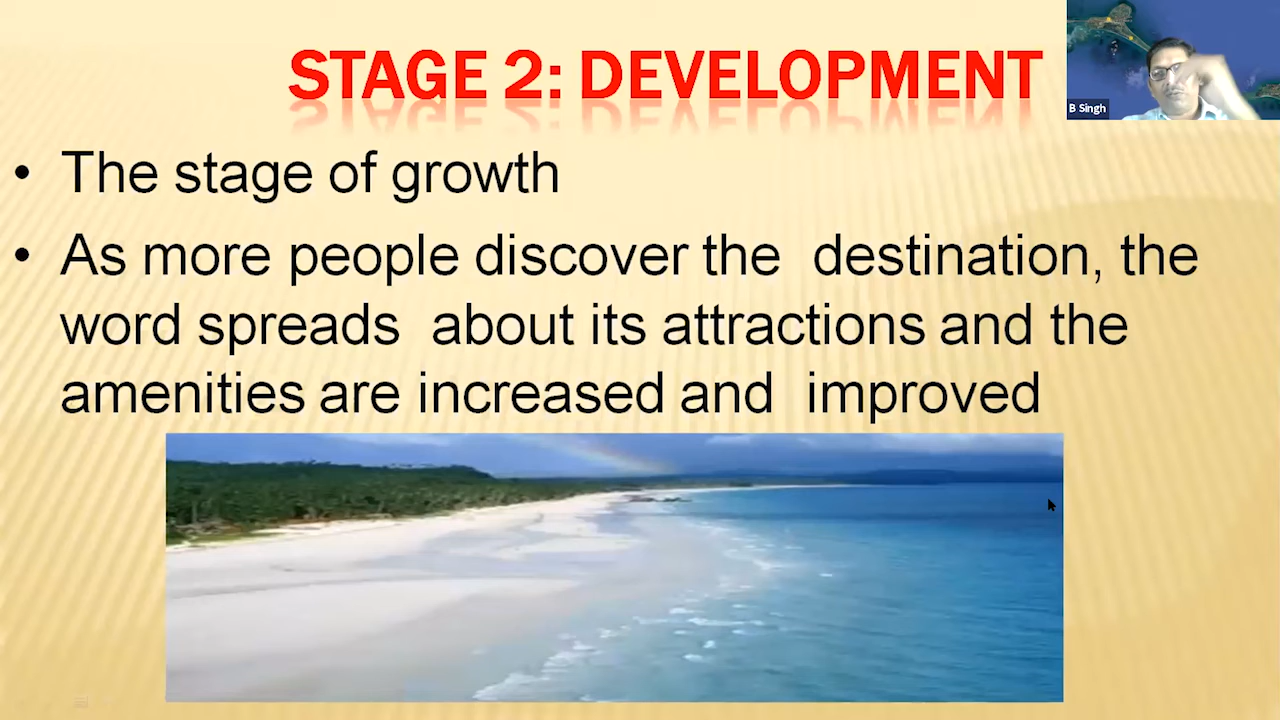 STAGE 2: DEVELOPMENT
B Singh
• The stage of growth
• As more people discover the destination, the
word spreads about its attractions and the
amenities are increased and improved